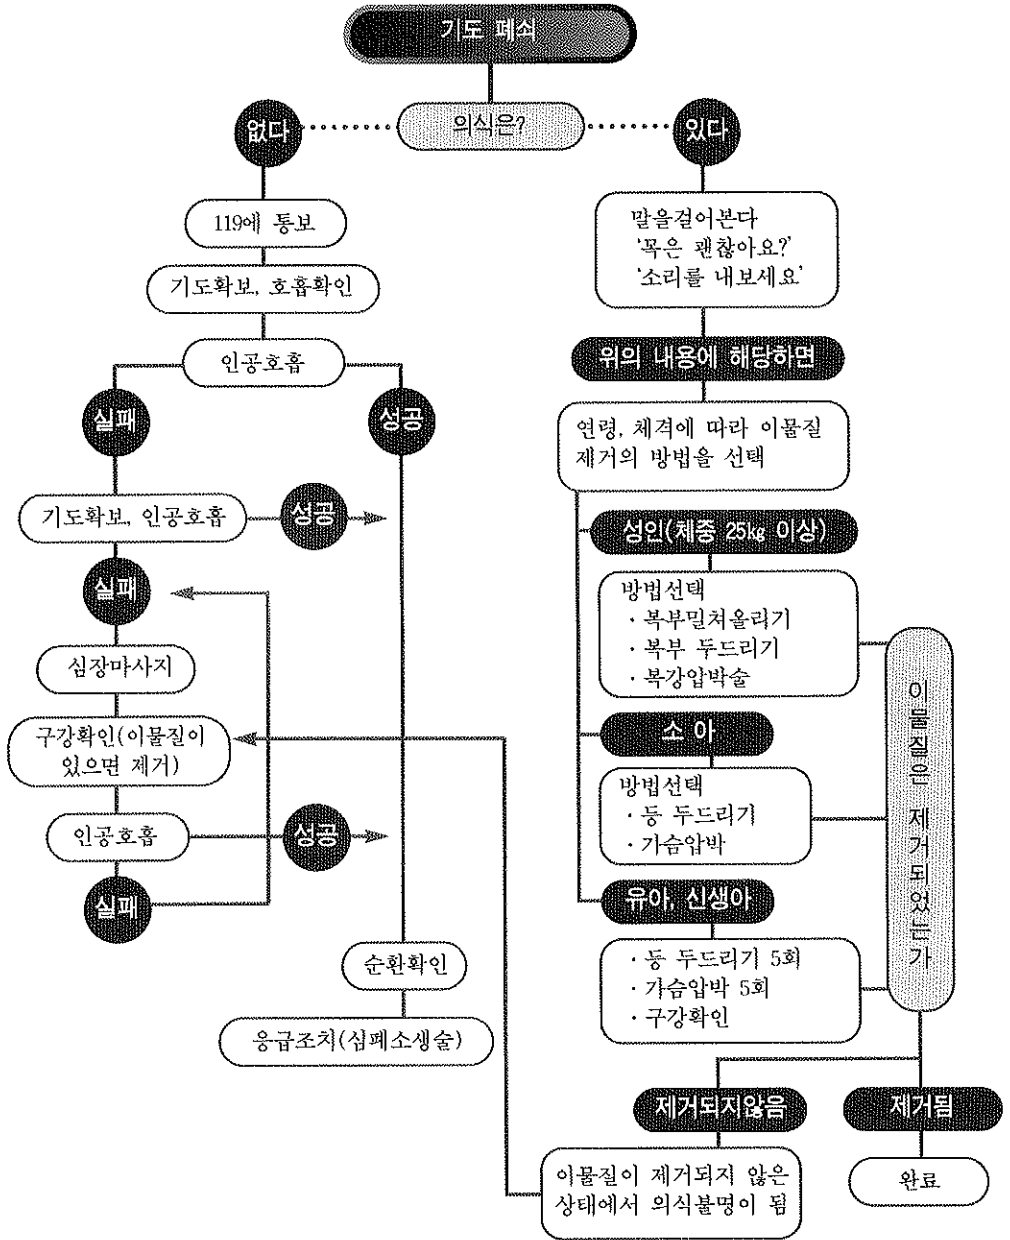 기도 폐쇠
없다
의식은?
있다
119에 통보
기도확보, 호흡확인
인공호흡
실패
성공
기도확보, 인공호흡
성공
실패
심장마사지
구강확인(이물질이
있으면 제거)
인공호흡
성공
실패
순환확인
응급조치(심폐소생술)
말을걸어본다
‘목은 괜찮아요?’
‘소리를 내보세요’
위의 내용에 해당하면
연령, 체격에 따라 이물질
제거의 방법을 선택
성인(체중 25kg 이상)
방법선택
· 복부밀쳐올리기
· 복부 두드리기
· 복강압박술
소 아
방법선택
· 등 두드리기
· 가슴압박
유아, 신생아
· 등 두드리기 5회
· 가슴압박 5회
· 구강확인
이물질은 제거되었는가
제거되지않음
제거됨
이물질이 제거되지 않은
상태에서 의식불명이 됨
완료